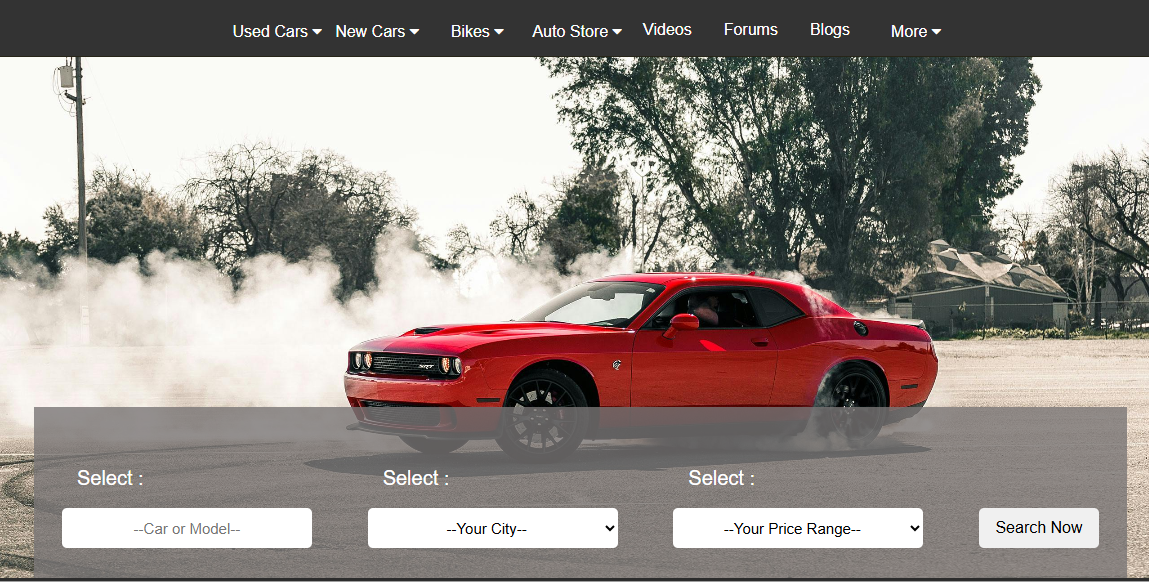 Used Cars New Cars Bikes Auto Store Videos Forums Blogs More
SRT
Select : Select : Select :
--Car or Model-- --Your City-- --Your Price Range-- Search Now